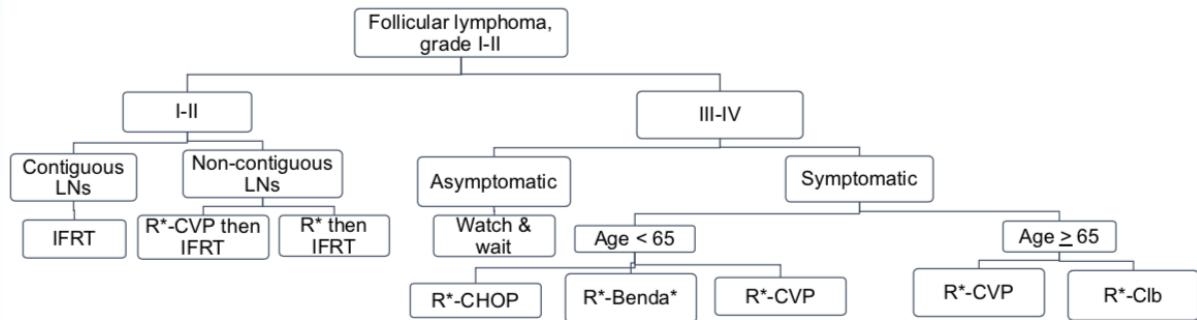 Follicular lymphoma,
grade I-II
I-II
III-IV
Contiguous
LNs
Non-contiguous
LNs
Asymptomatic
Symptomatic
IFRT
R*-CVP then
IFRT
R* then
IFRT
Watch &
wait
Age < 65
Age ≥ 65
R*-CHOP
R*-Benda*
R*-CVP
R*-CVP
R*-Clb